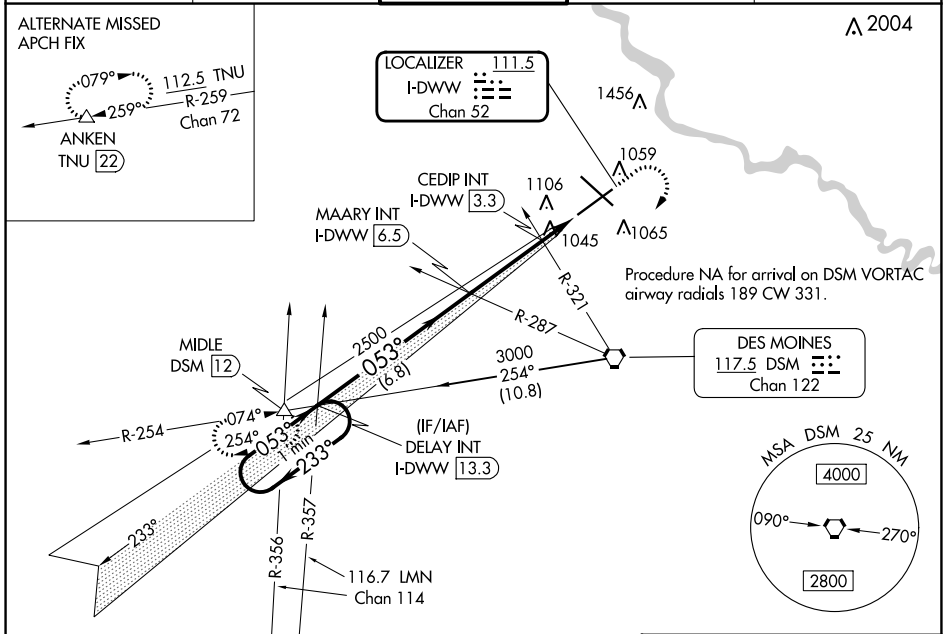 ALTERNATE MISSED
APCH FIX
079°
112.5 TNU
R-259
259°
Chan 72
ANKEN
TNU 22
LOCALIZER 111.5
I-DWW
Chan 52
2004
1456
1059
1106
1045
1065
CEDIP INT
I-DWW 3.3
MAARY INT
I-DWW 6.5
R-321
R-287
Procedure NA for arrival on DSM VORTAC
airway radials 189 CW 331.
2500
053°
(6.8)
MIDLE
DSM 12
3000
254°
(10.8)
DES MOINES
117.5 DSM
Chan 122
R-254
074°
254°
053°
1 min
233°
(IF/IAF)
DELAY INT
I-DWW 13.3
233°
R-356
R-357
116.7 LMN
Chan 114
MSA DSM 25 NM
4000
090°
270°
2800